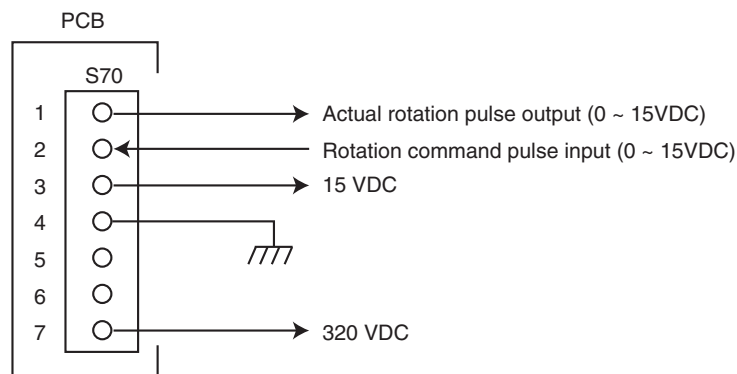 PCB
S70
1 Actual rotation pulse output (0 ~ 15VDC)
2 Rotation command pulse input (0 ~ 15VDC)
3 15 VDC
4
5
6
7 320 VDC